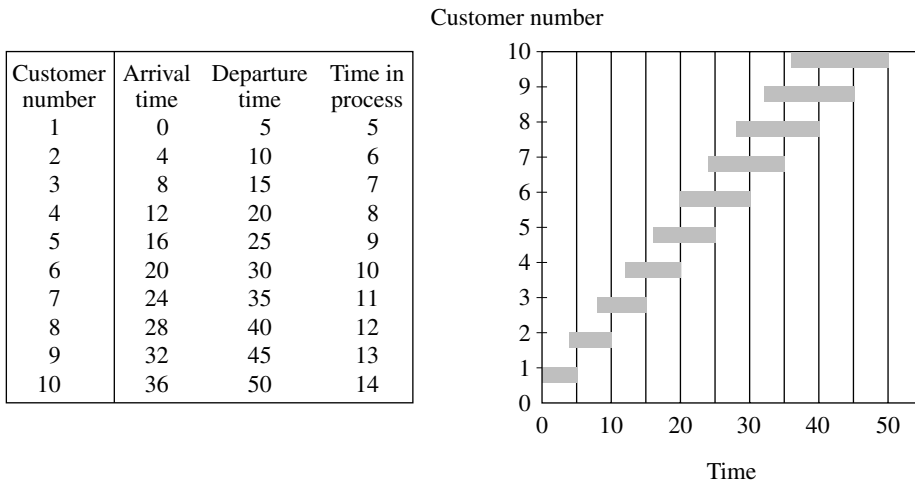 Customer number
Customer number Arrival time Departure time Time in process
1 0 5 5
2 4 10 6
3 8 15 7
4 12 20 8
5 16 25 9
6 20 30 10
7 24 35 11
8 28 40 12
9 32 45 13
10 36 50 14
10
9
8
7
6
5
4
3
2
1
0
0 10 20 30 40 50
Time